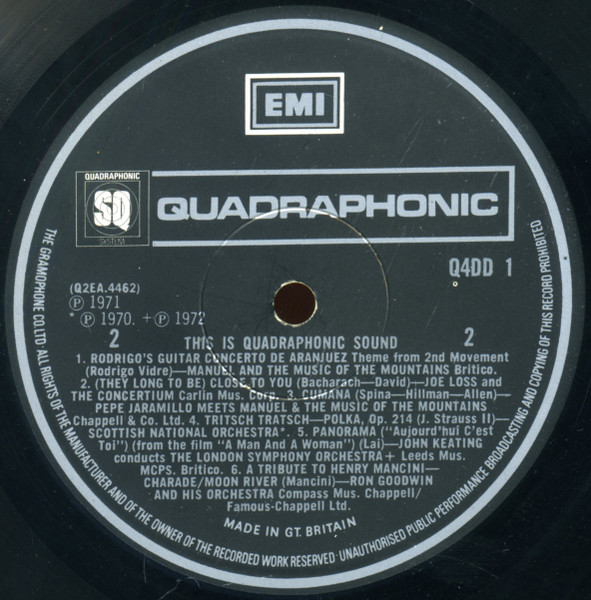 EMI
QUADRAPHONIC
SQ
QUADRAPHONIC
Q4DD 1
(Q2EA.4462)
Ⓟ 1971
* Ⓟ 1970. + Ⓟ 1972
2 THIS IS QUADRAPHONIC SOUND 2
1. RODRIGO'S GUITAR CONCERTO DE ARANJUEZ Theme from 2nd Movement
(Rodrigo Vidre)—MANUEL AND THE MUSIC OF THE MOUNTAINS Britico.
2. (THEY LONG TO BE) CLOSE TO YOU (Bacharach—David)—JOE LOSS and
THE CONCERTIUM Carlin Mus. Corp. 3. CUMANA (Spina—Hillman—Allen)—
PEPE JARAMILLO MEETS MANUEL & THE MUSIC OF THE MOUNTAINS
Chappell & Co. Ltd. 4. TRITSCH TRATSCH—POLKA, Op. 214 (J. Strauss II)—
SCOTTISH NATIONAL ORCHESTRA*. 5. PANORAMA ("Aujourd'hui C'est
Toi") (from the film "A Man And A Woman") (Lai)—JOHN KEATING
conducts THE LONDON SYMPHONY ORCHESTRA+ Leeds Mus.
MCPS. Britico. 6. A TRIBUTE TO HENRY MANCINI—
CHARADE/MOON RIVER (Mancini)—RON GOODWIN
AND HIS ORCHESTRA Compass Mus. Chappell/
Famous-Chappell Ltd.
MADE IN GT. BRITAIN
THE GRAMOPHONE CO. LTD · ALL RIGHTS OF THE MANUFACTURER AND OF THE OWNER OF THE RECORDED WORK RESERVED · UNAUTHORISED PUBLIC PERFORMANCE BROADCASTING AND COPYING OF THIS RECORD PROHIBITED